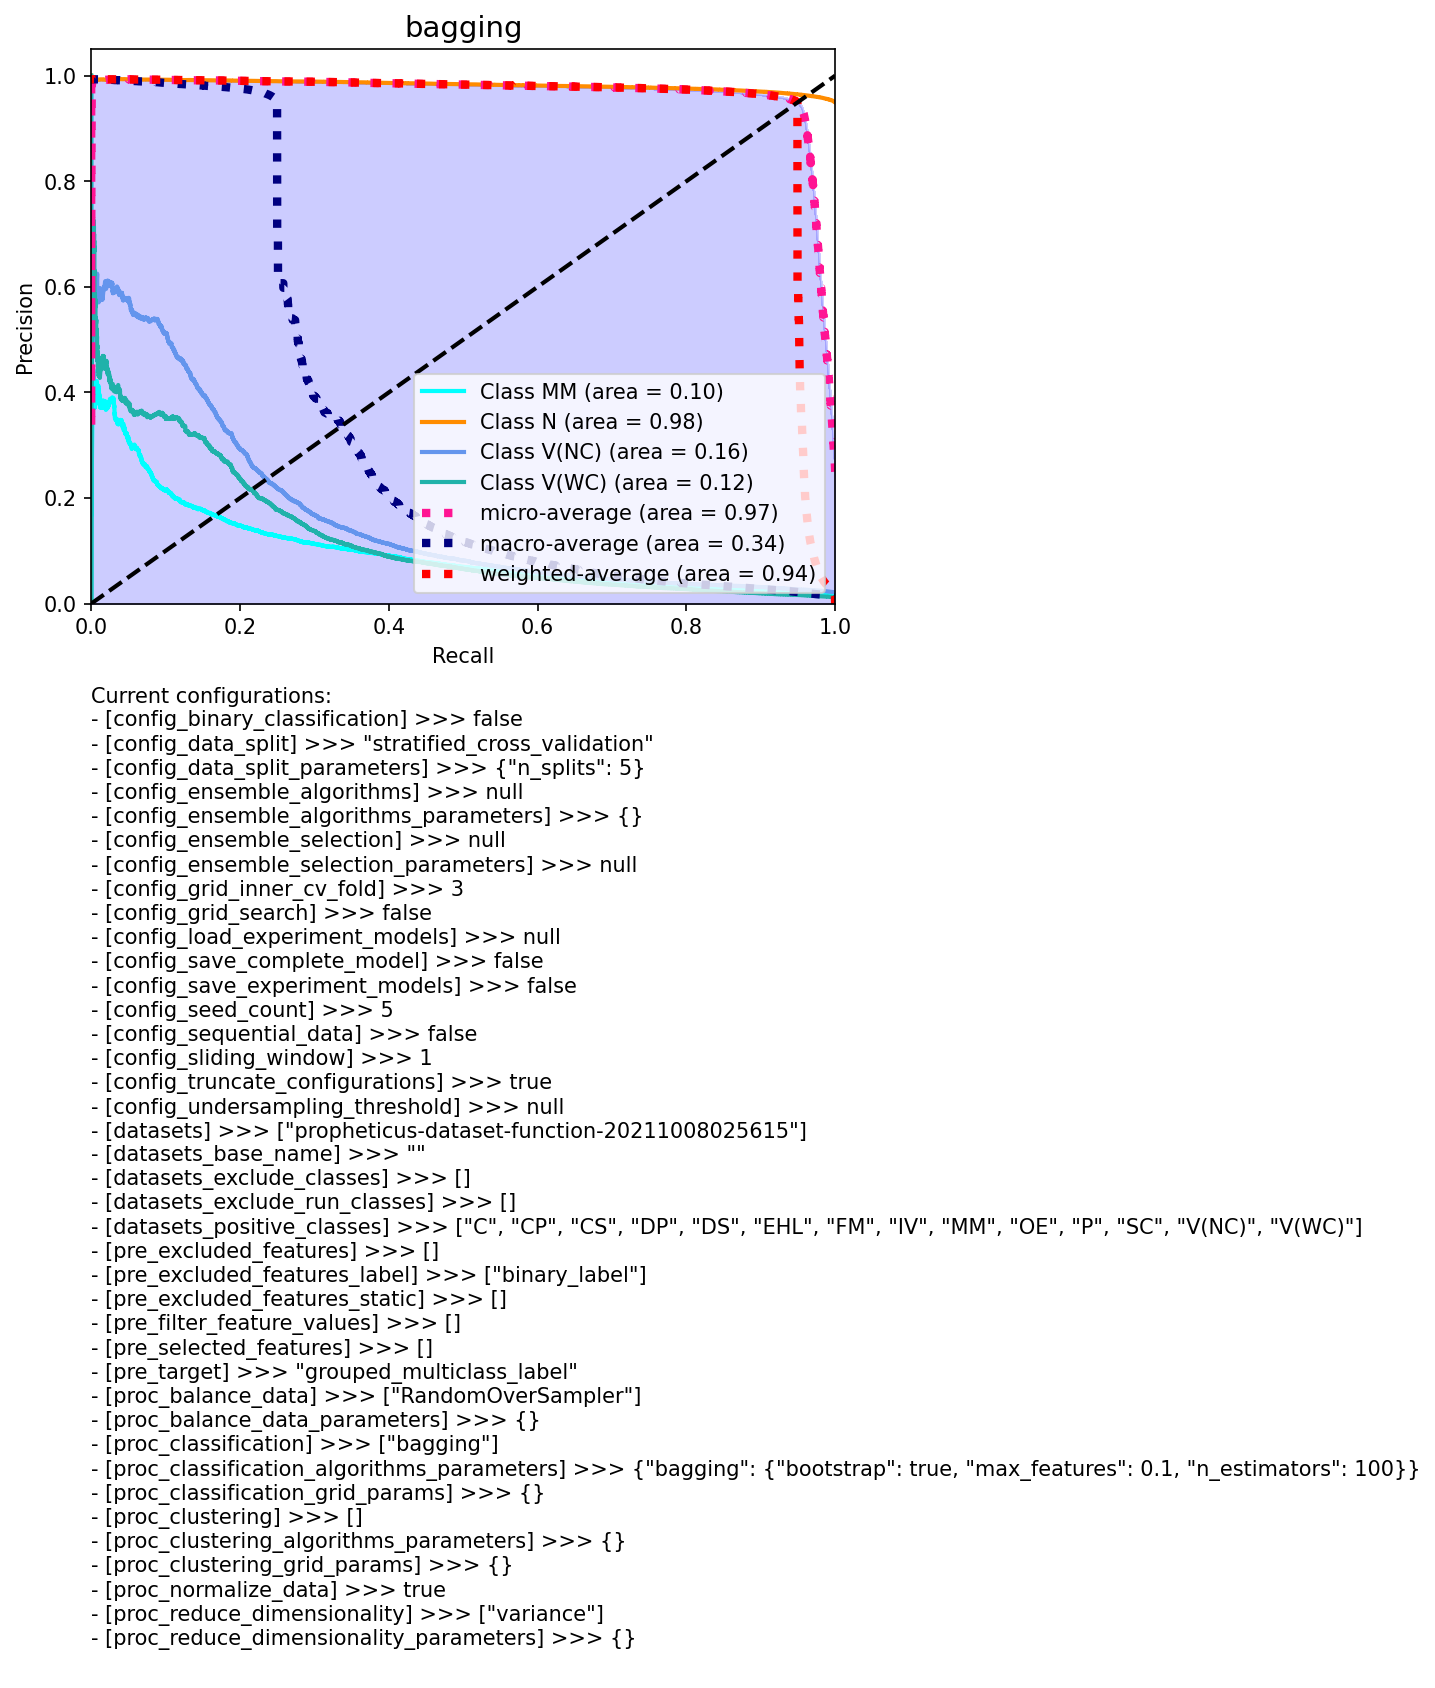 bagging
1.0
0.8
0.6
0.4
0.2
0.0
Precision
Class MM (area = 0.10)
Class N (area = 0.98)
Class V(NC) (area = 0.16)
Class V(WC) (area = 0.12)
micro-average (area = 0.97)
macro-average (area = 0.34)
weighted-average (area = 0.94)
0.0 0.2 0.4 0.6 0.8 1.0
Recall
Current configurations:
- [config_binary_classification] >>> false
- [config_data_split] >>> "stratified_cross_validation"
- [config_data_split_parameters] >>> {"n_splits": 5}
- [config_ensemble_algorithms] >>> null
- [config_ensemble_algorithms_parameters] >>> {}
- [config_ensemble_selection] >>> null
- [config_ensemble_selection_parameters] >>> null
- [config_grid_inner_cv_fold] >>> 3
- [config_grid_search] >>> false
- [config_load_experiment_models] >>> null
- [config_save_complete_model] >>> false
- [config_save_experiment_models] >>> false
- [config_seed_count] >>> 5
- [config_sequential_data] >>> false
- [config_sliding_window] >>> 1
- [config_truncate_configurations] >>> true
- [config_undersampling_threshold] >>> null
- [datasets] >>> ["propheticus-dataset-function-20211008025615"]
- [datasets_base_name] >>> ""
- [datasets_exclude_classes] >>> []
- [datasets_exclude_run_classes] >>> []
- [datasets_positive_classes] >>> ["C", "CP", "CS", "DP", "DS", "EHL", "FM", "IV", "MM", "OE", "P", "SC", "V(NC)", "V(WC)"]
- [pre_excluded_features] >>> []
- [pre_excluded_features_label] >>> ["binary_label"]
- [pre_excluded_features_static] >>> []
- [pre_filter_feature_values] >>> []
- [pre_selected_features] >>> []
- [pre_target] >>> "grouped_multiclass_label"
- [proc_balance_data] >>> ["RandomOverSampler"]
- [proc_balance_data_parameters] >>> {}
- [proc_classification] >>> ["bagging"]
- [proc_classification_algorithms_parameters] >>> {"bagging": {"bootstrap": true, "max_features": 0.1, "n_estimators": 100}}
- [proc_classification_grid_params] >>> {}
- [proc_clustering] >>> []
- [proc_clustering_algorithms_parameters] >>> {}
- [proc_clustering_grid_params] >>> {}
- [proc_normalize_data] >>> true
- [proc_reduce_dimensionality] >>> ["variance"]
- [proc_reduce_dimensionality_parameters] >>> {}